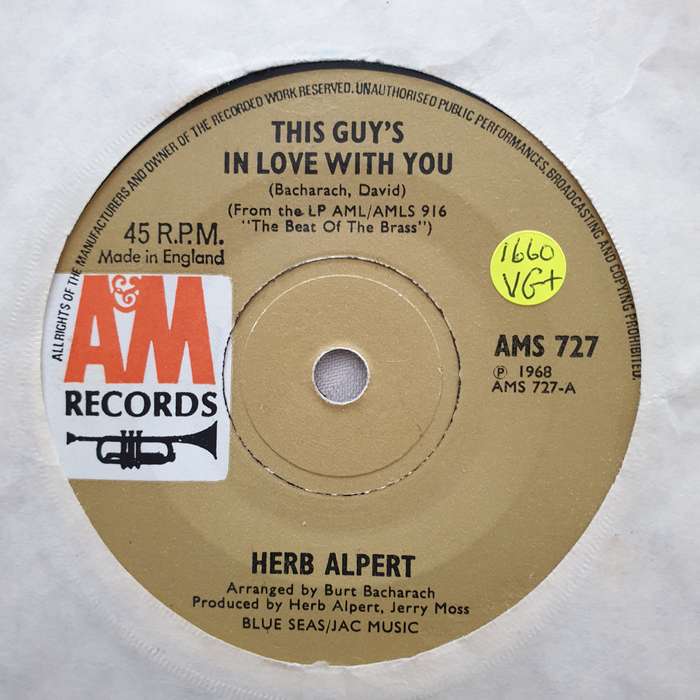 ALL RIGHTS OF THE MANUFACTURERS AND OWNER OF THE RECORDED WORK RESERVED. UNAUTHORISED PUBLIC PERFORMANCES, BROADCASTING AND COPYING PROHIBITED.
THIS GUY'S
IN LOVE WITH YOU
(Bacharach, David)
(From the LP AML/AMLS 916
"The Beat Of The Brass")
45 R.P.M.
Made in England
1660
VG+
A&M
RECORDS
AMS 727
℗ 1968
AMS 727-A
HERB ALPERT
Arranged by Burt Bacharach
Produced by Herb Alpert, Jerry Moss
BLUE SEAS/JAC MUSIC